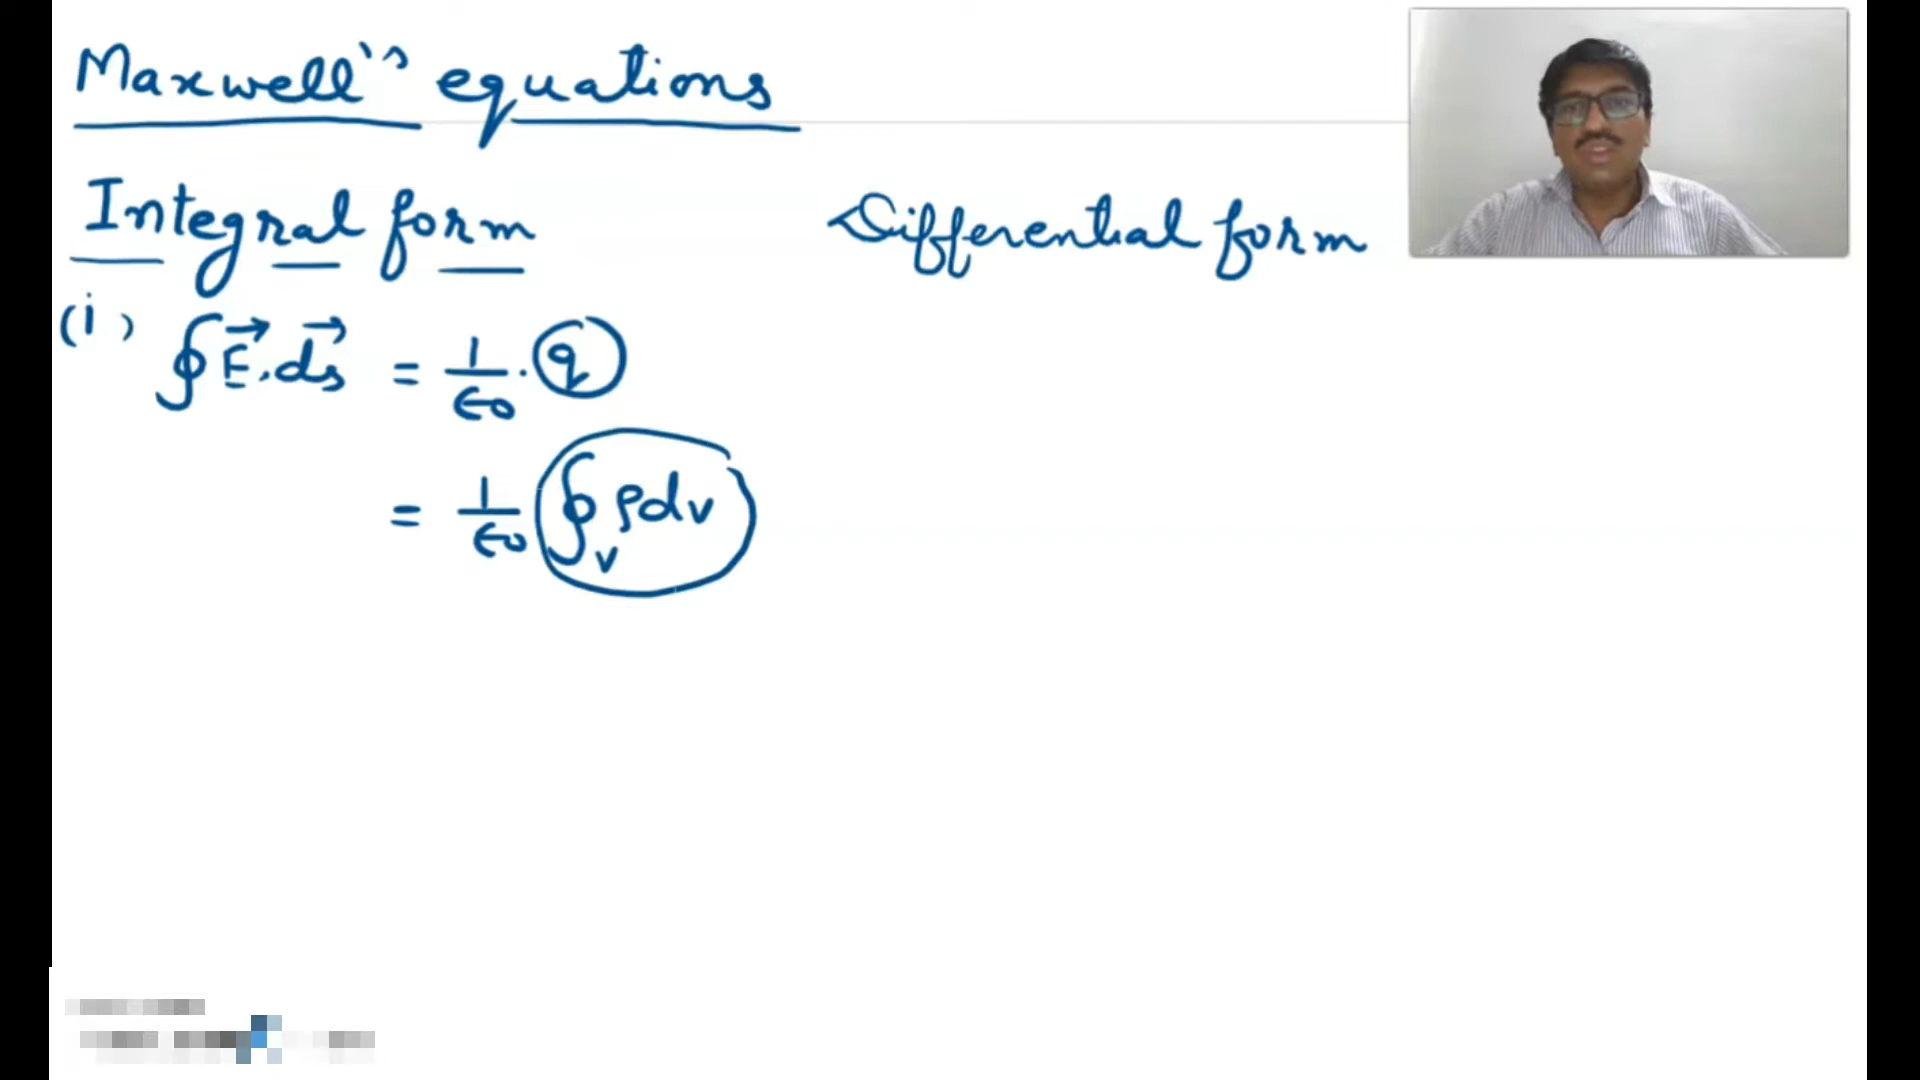 Maxwell's equations
Integral form
Differential form
(i) ∮ E⃗ . ds⃗ = 1/ϵ0 . q
= 1/ϵ0 ∮v ρdv